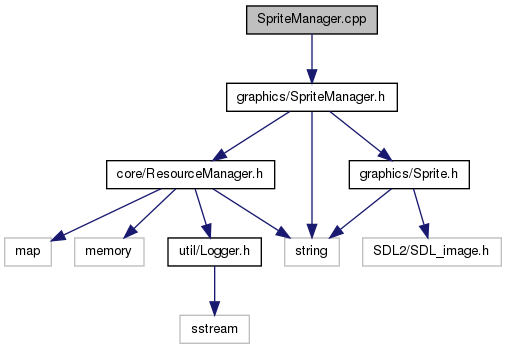 SpriteManager.cpp
graphics/SpriteManager.h
core/ResourceManager.h
graphics/Sprite.h
map
memory
util/Logger.h
string
SDL2/SDL_image.h
sstream